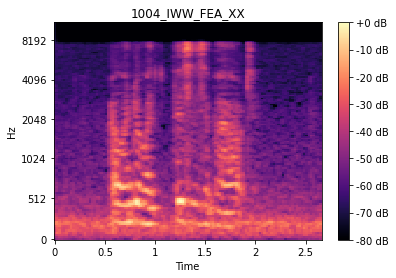 1004_IWW_FEA_XX
+0 dB
8192
-10 dB
4096
-20 dB
-30 dB
2048
Hz
-40 dB
1024
-50 dB
512
-60 dB
-70 dB
0
-80 dB
0 0.5 1 1.5 2 2.5
Time